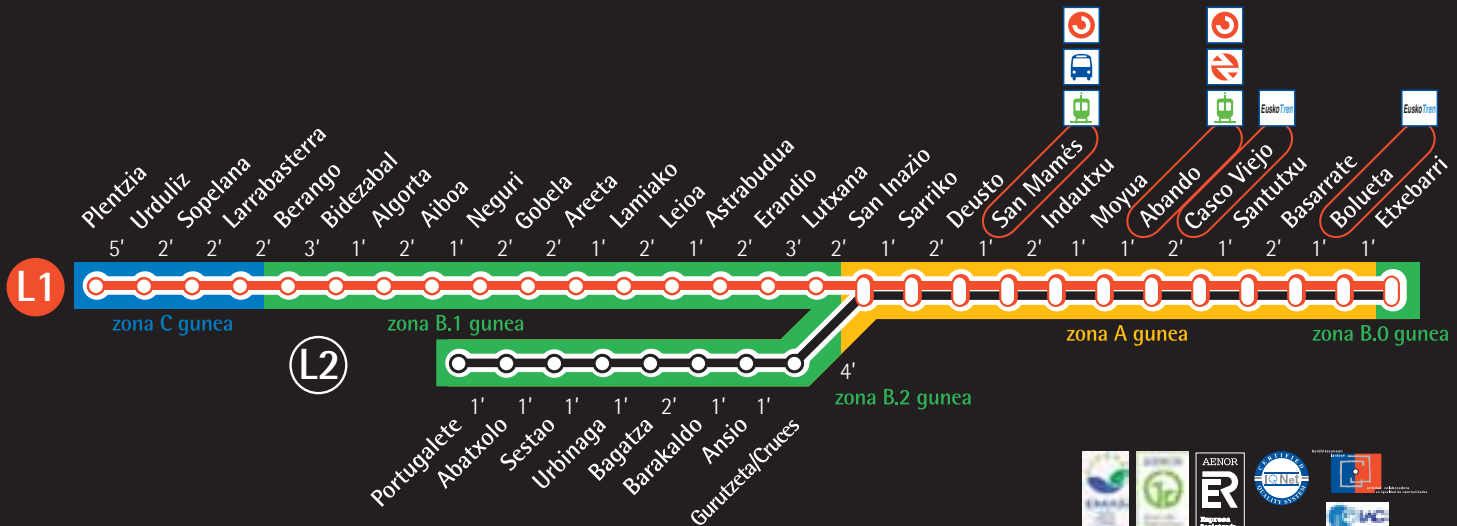 EuskoTren
EuskoTren
Plentzia
Urduliz
Sopelana
Larrabasterra
Berango
Bidezabal
Algorta
Aiboa
Neguri
Gobela
Areeta
Lamiako
Leioa
Astrabudua
Erandio
Lutxana
San Inazio
Sarriko
Deusto
San Mamés
Indautxu
Moyua
Abando
Casco Viejo
Santutxu
Basarrate
Bolueta
Etxebarri
5' 2' 2' 2' 3' 1' 2' 1' 2' 2' 1' 2' 1' 2' 3' 2' 1' 2' 1' 2' 1' 1' 2' 1' 2' 1' 1'
L1
zona C gunea
zona B.1 gunea
zona A gunea
zona B.0 gunea
L2
4'
zona B.2 gunea
1' 1' 1' 1' 2' 1' 1'
Portugalete
Abatxolo
Sestao
Urbinaga
Bagatza
Barakaldo
Ansio
Gurutzeta/Cruces
AENOR
ER
Empresa
Registrada
CERTIFIED
IQNet
QUALITY SYSTEM